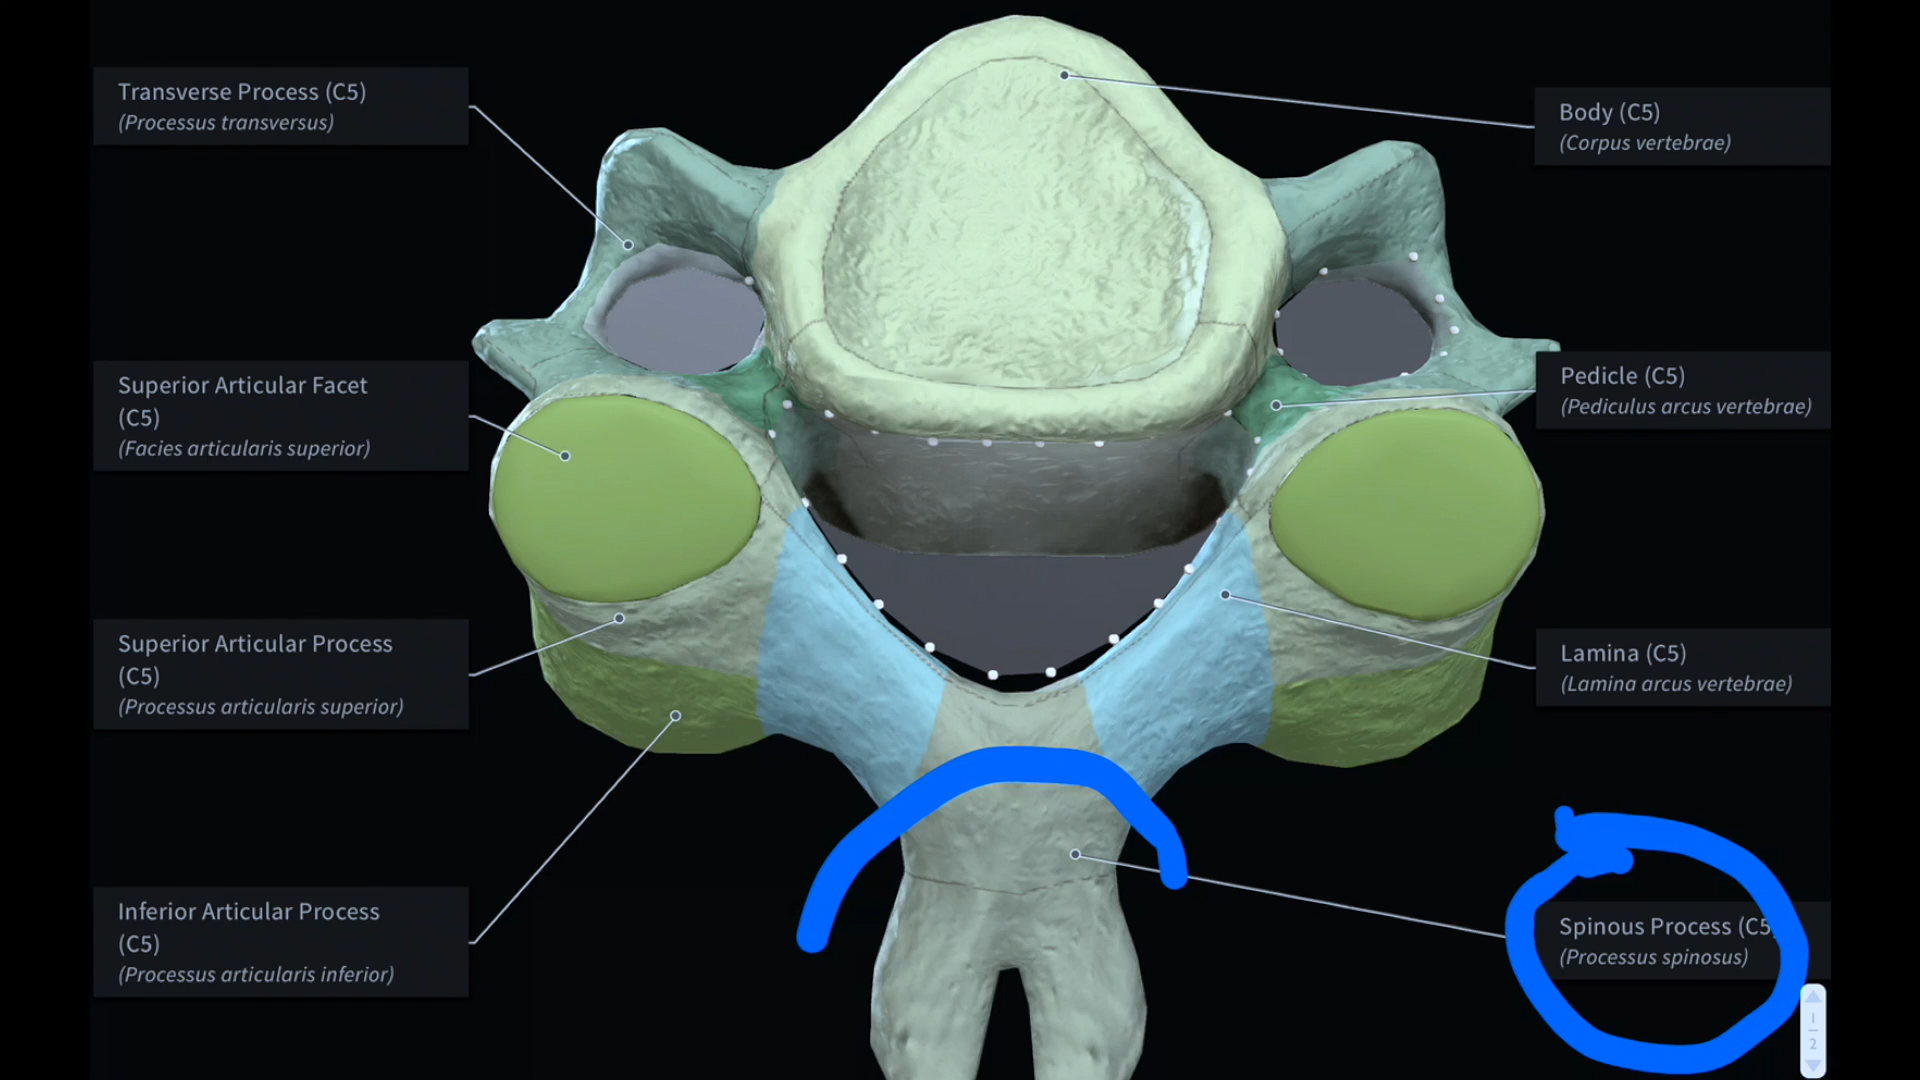 Transverse Process (C5)
(Processus transversus)
Superior Articular Facet
(C5)
(Facies articularis superior)
Superior Articular Process
(C5)
(Processus articularis superior)
Inferior Articular Process
(C5)
(Processus articularis inferior)
Body (C5)
(Corpus vertebrae)
Pedicle (C5)
(Pediculus arcus vertebrae)
Lamina (C5)
(Lamina arcus vertebrae)
Spinous Process (C5)
(Processus spinosus)
1
2